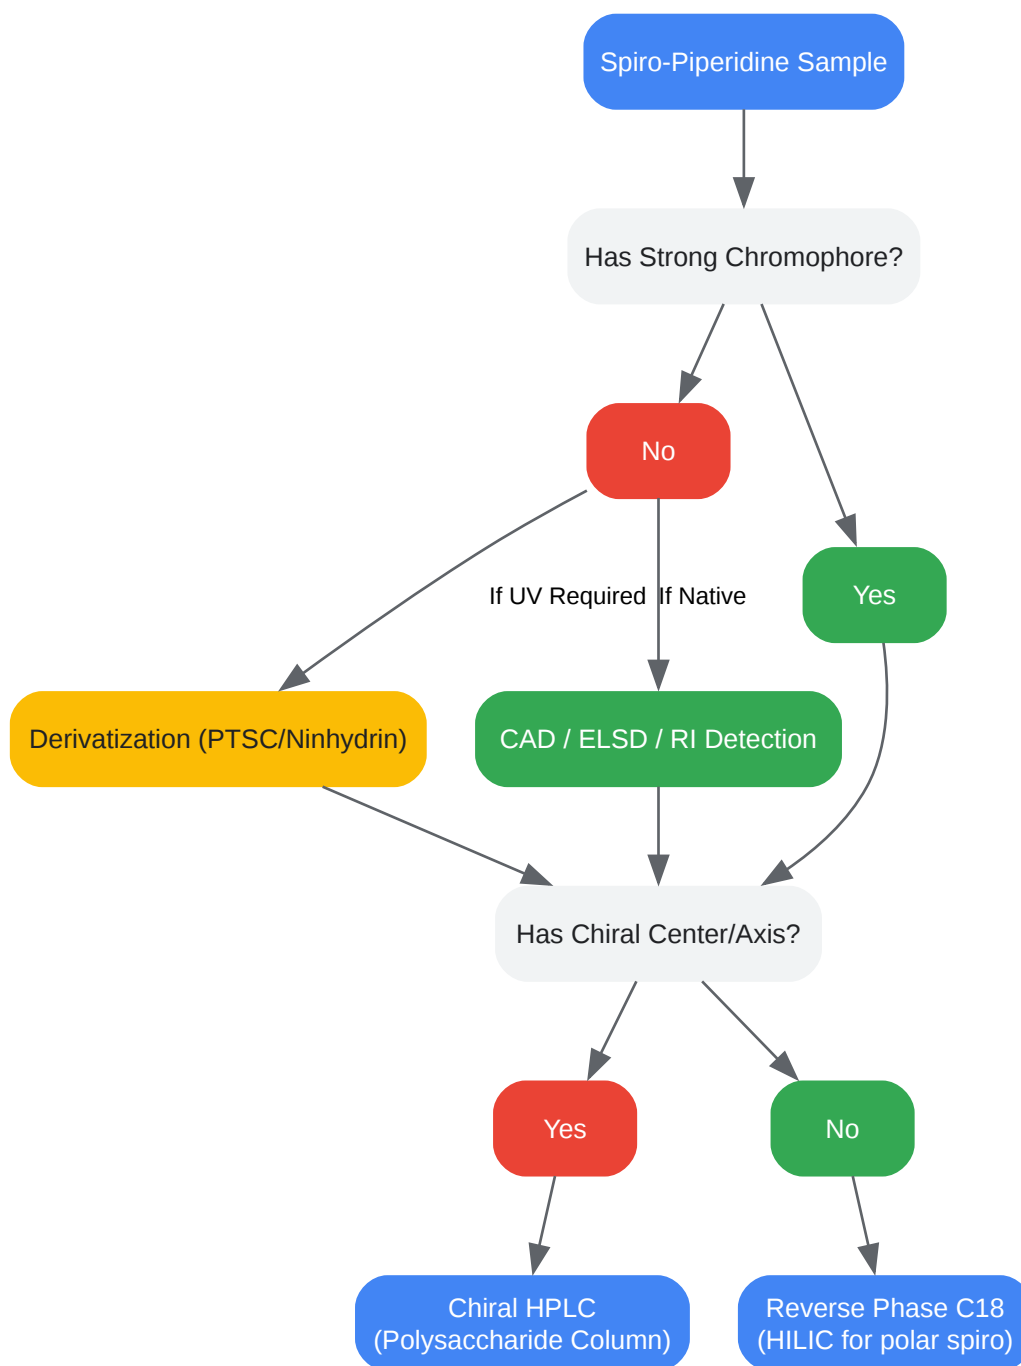 Spiro-Piperidine Sample
Has Strong Chromophore?
No
If UV Required
If Native
Yes
Derivatization (PTSC/Ninhydrin)
CAD / ELSD / RI Detection
Has Chiral Center/Axis?
Yes
No
Chiral HPLC
(Polysaccharide Column)
Reverse Phase C18
(HILIC for polar spiro)